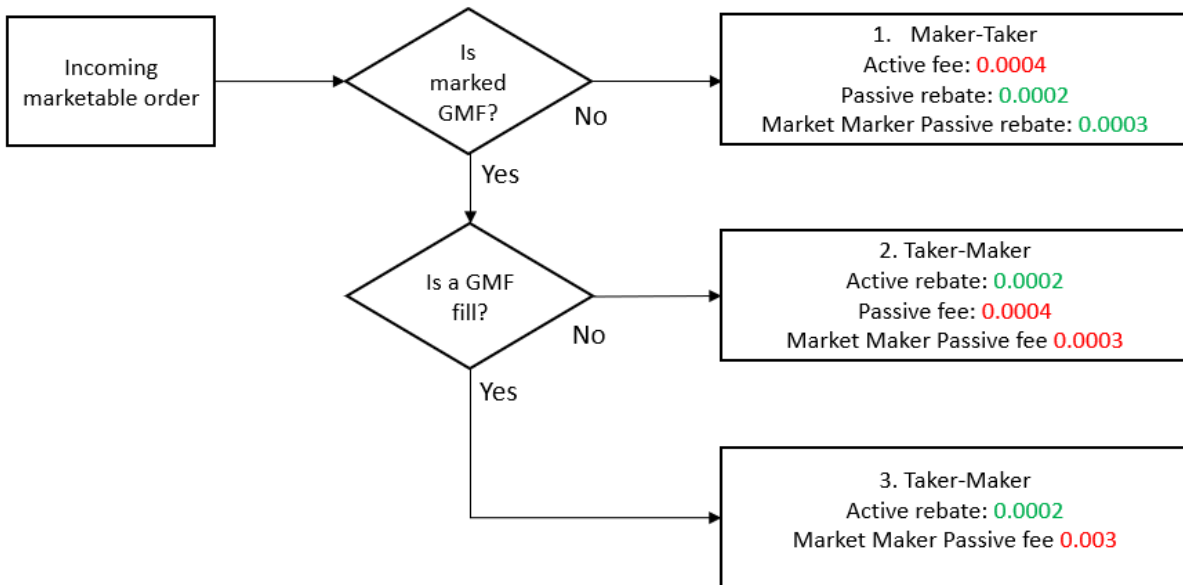 Incoming
marketable order
Is
marked
GMF?
No
Yes
1. Maker-Taker
Active fee: 0.0004
Passive rebate: 0.0002
Market Marker Passive rebate: 0.0003
Is a GMF
fill?
No
Yes
2. Taker-Maker
Active rebate: 0.0002
Passive fee: 0.0004
Market Maker Passive fee 0.0003
3. Taker-Maker
Active rebate: 0.0002
Market Maker Passive fee 0.003